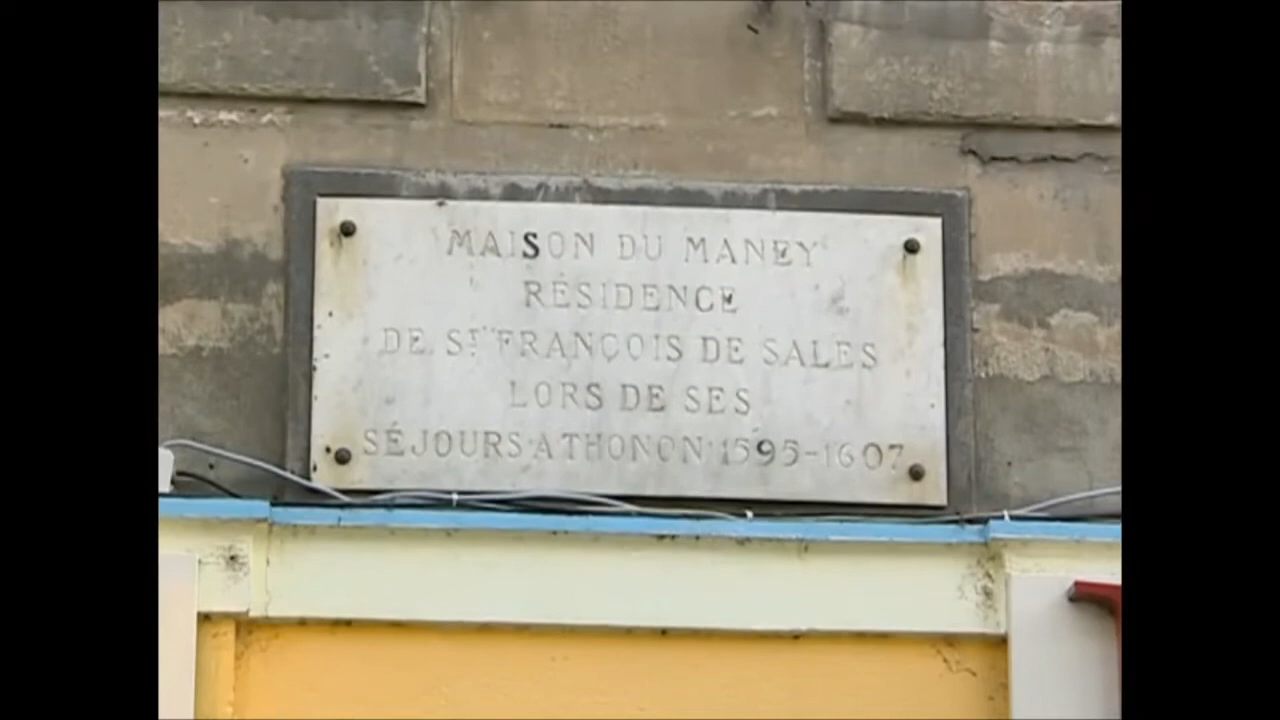 MAISON DU MANEY
RÉSIDENCE
DE ST FRANÇOIS DE SALES
LORS DE SES
SÉJOURS A THONON 1595-1607